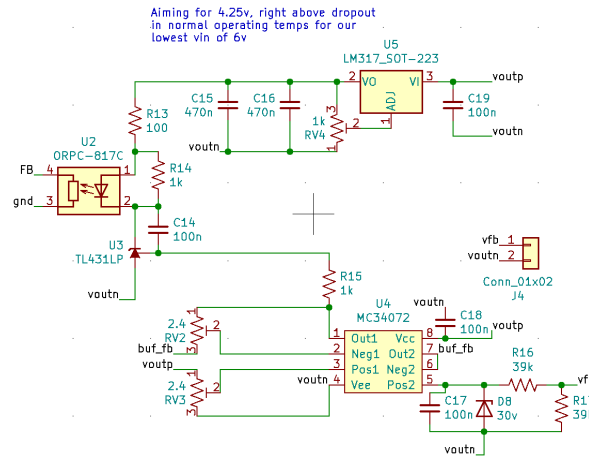 Aiming for 4.25v, right above dropout
in normal operating temps for our
lowest vin of 6v
U5
LM317_SOT-223
2 VO VI 3 voutp
ADJ
1
R13
100
C15
470n
C16
470n
1k
RV4
3
2
1
C19
100n
voutn
voutn
U2
ORPC-817C
FB 4 1
gnd 3 2
R14
1k
C14
100n
U3
TL431LP
voutn
R15
1k
vfb 1
voutn 2
Conn_01x02
J4
U4
MC34072
voutn
C18
100n
voutp
2.4
RV2
1
2
3
buf_fb
voutp
2.4
RV3
1
2
3
voutn
1 Out1 Vcc 8
2 Neg1 Out2 7 buf_fb
3 Pos1 Neg2 6
4 Vee Pos2 5
R16
39k
vf
C17
100n
D8
30v
R1
39
voutn